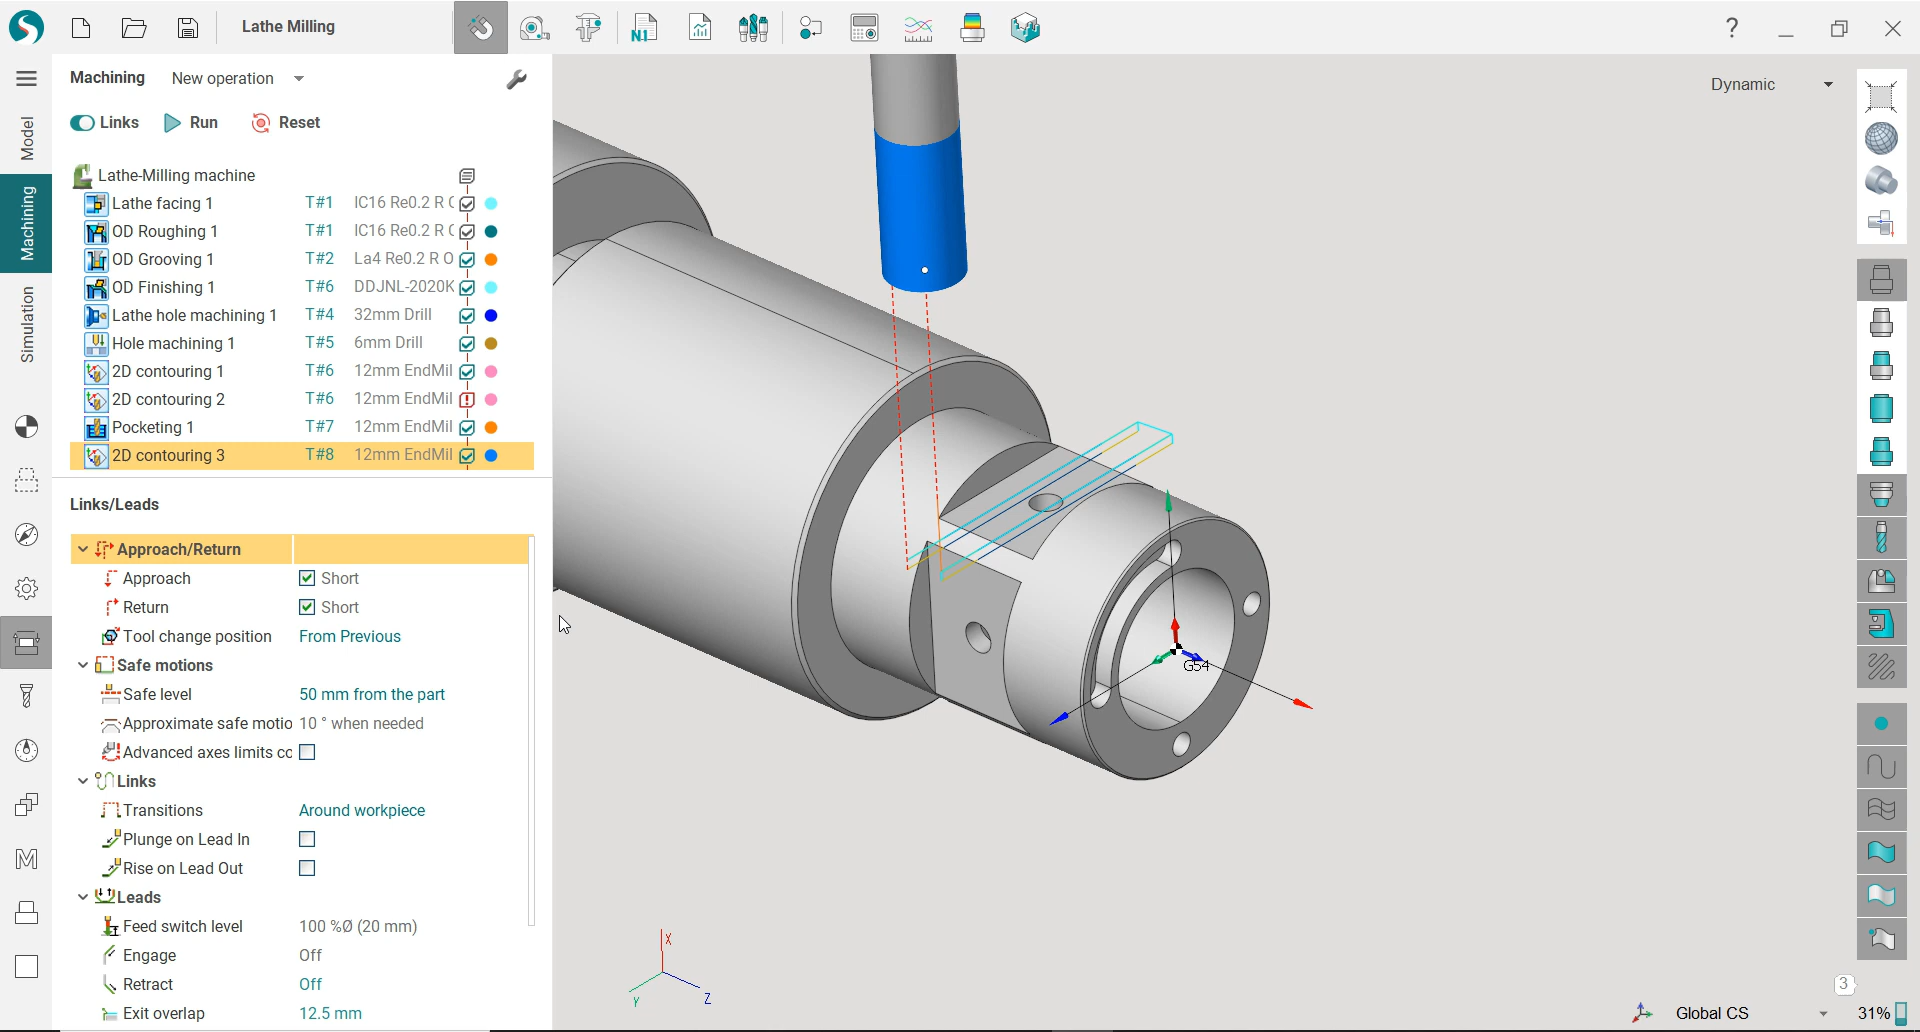 Lathe Milling
N1
?
Machining
New operation
Dynamic
Links
Run
Reset
Model
Machining
Simulation
Lathe-Milling machine
Lathe facing 1 T#1 IC16 Re0.2 R
OD Roughing 1 T#1 IC16 Re0.2 R
OD Grooving 1 T#2 La4 Re0.2 R O
OD Finishing 1 T#6 DDJNL-2020K
Lathe hole machining 1 T#4 32mm Drill
Hole machining 1 T#5 6mm Drill
2D contouring 1 T#6 12mm EndMil
2D contouring 2 T#6 12mm EndMil
Pocketing 1 T#7 12mm EndMil
2D contouring 3 T#8 12mm EndMil
Links/Leads
Approach/Return
Approach Short
Return Short
Tool change position From Previous
Safe motions
Safe level 50 mm from the part
Approximate safe motio 10 ° when needed
Advanced axes limits co
Links
Transitions Around workpiece
Plunge on Lead In
Rise on Lead Out
Leads
Feed switch level 100 %Ø (20 mm)
Engage Off
Retract Off
Exit overlap 12.5 mm
M
G54
X
Y
Z
3
Global CS
31%